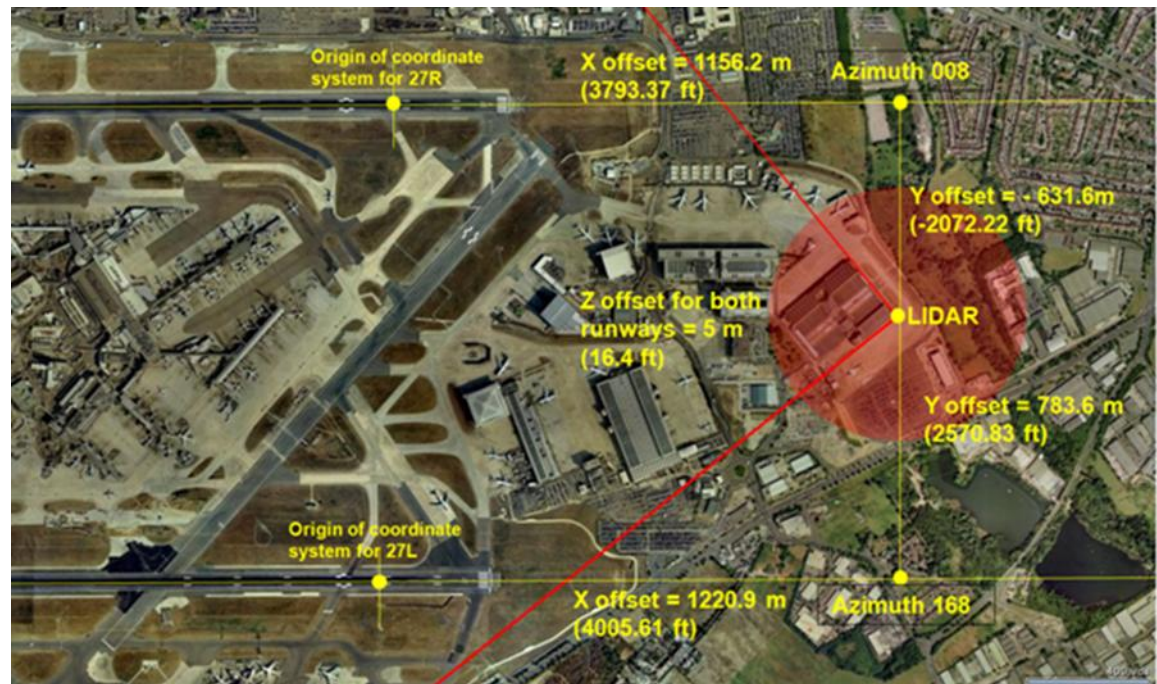 Origin of coordinate
system for 27R
X offset = 1156.2 m
(3793.37 ft)
Azimuth 008
Y offset = - 631.6m
(-2072.22 ft)
Z offset for both
runways = 5 m
(16.4 ft)
LIDAR
Y offset = 783.6 m
(2570.83 ft)
Origin of coordinate
system for 27L
X offset = 1220.9 m
(4005.61 ft)
Azimuth 168